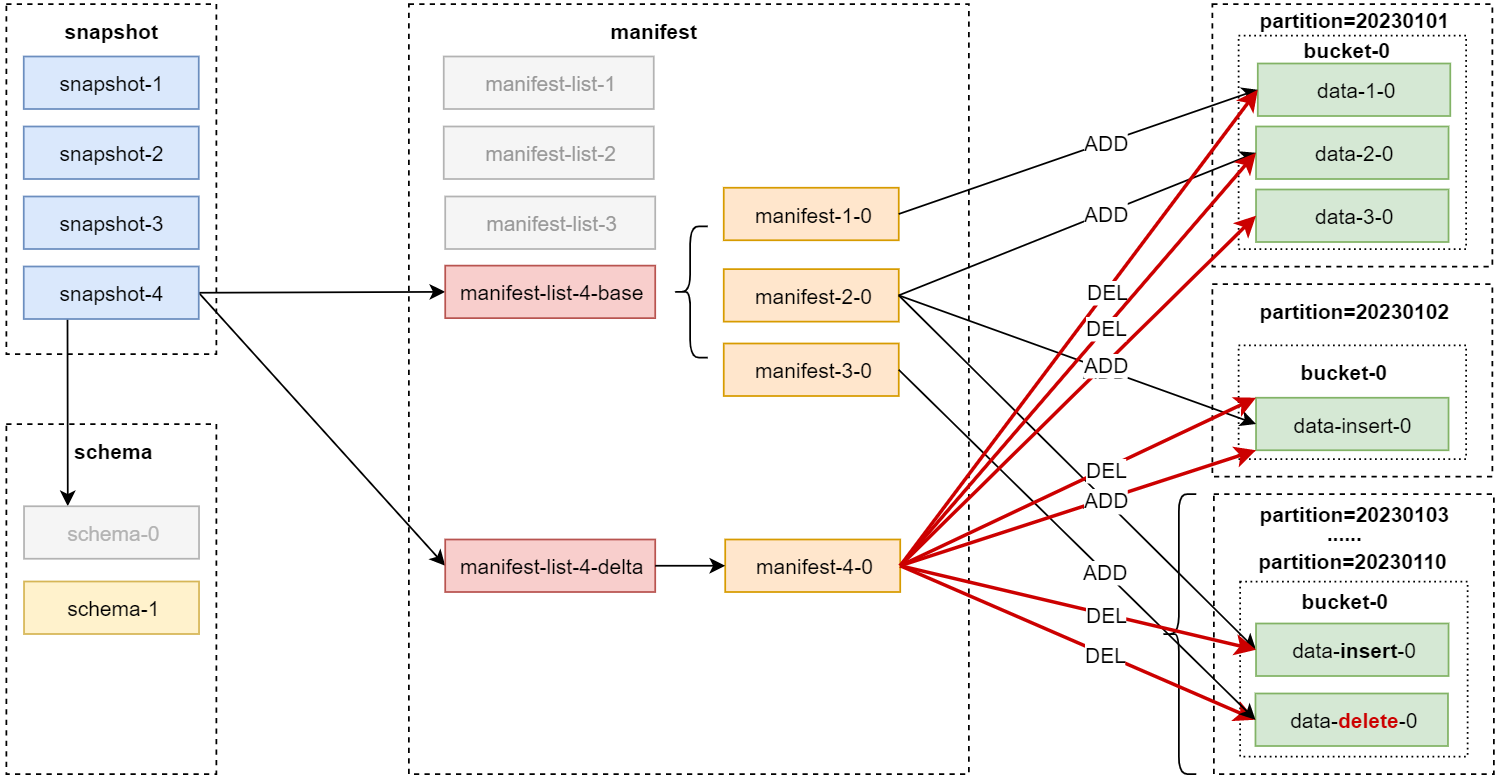 snapshot
snapshot-1
snapshot-2
snapshot-3
snapshot-4
schema
schema-0
schema-1
manifest
manifest-list-1
manifest-list-2
manifest-list-3
manifest-list-4-base
manifest-list-4-delta
manifest-1-0
manifest-2-0
manifest-3-0
manifest-4-0
ADD
ADD
DEL
DEL
ADD
DEL
ADD
ADD
DEL
DEL
partition=20230101
bucket-0
data-1-0
data-2-0
data-3-0
partition=20230102
bucket-0
data-insert-0
partition=20230103
......
partition=20230110
bucket-0
data-insert-0
data-delete-0